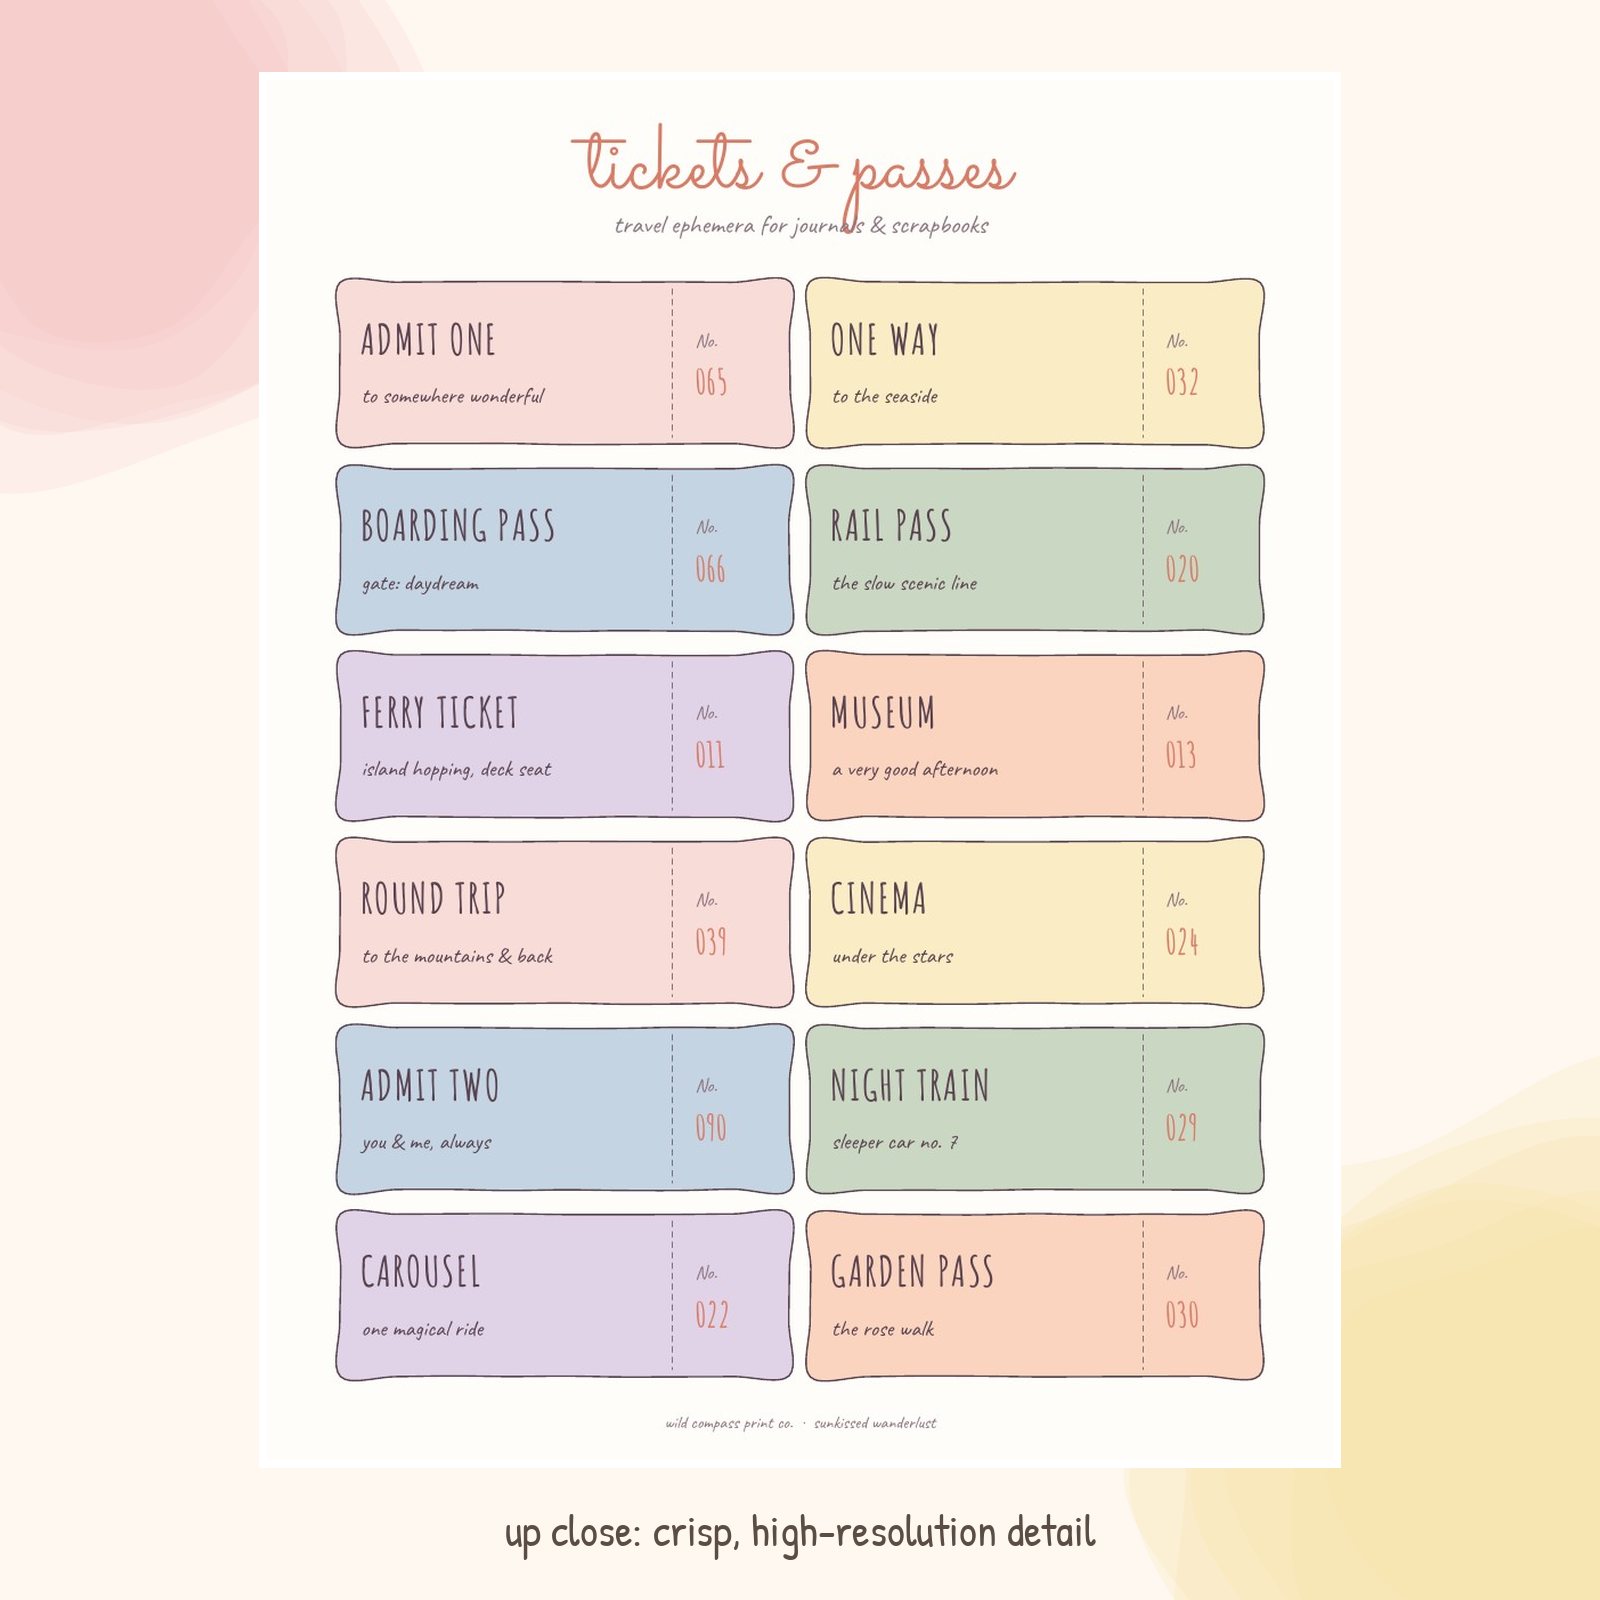 tickets & passes
travel ephemera for journals & scrapbooks
ADMIT ONE
to somewhere wonderful
No.
065
ONE WAY
to the seaside
No.
032
BOARDING PASS
gate: daydream
No.
066
RAIL PASS
the slow scenic line
No.
020
FERRY TICKET
island hopping, deck seat
No.
011
MUSEUM
a very good afternoon
No.
013
ROUND TRIP
to the mountains & back
No.
039
CINEMA
under the stars
No.
024
ADMIT TWO
you & me, always
No.
090
NIGHT TRAIN
sleeper car no. 7
No.
029
CAROUSEL
one magical ride
No.
022
GARDEN PASS
the rose walk
No.
030
wild compass print co. · sunkissed wanderlust
up close: crisp, high-resolution detail